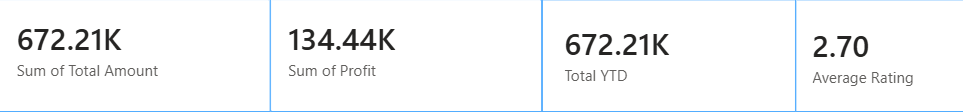 672.21K
Sum of Total Amount
134.44K
Sum of Profit
672.21K
Total YTD
2.70
Average Rating